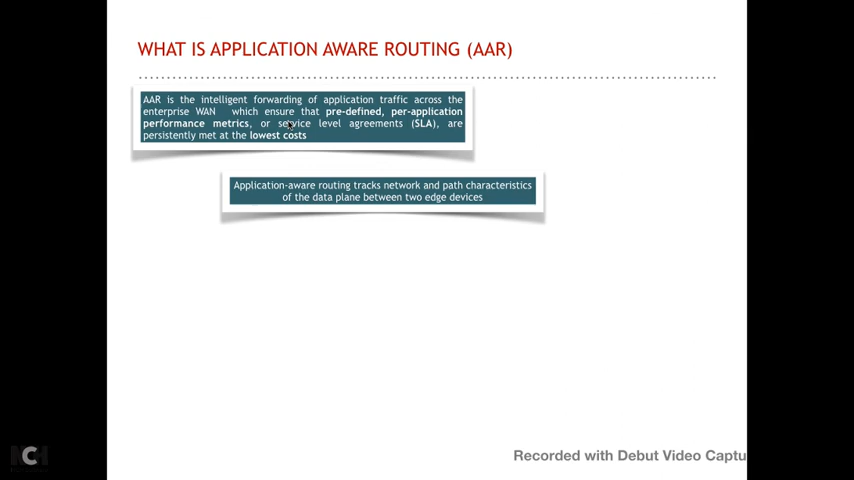 WHAT IS APPLICATION AWARE ROUTING (AAR)
AAR is the intelligent forwarding of application traffic across the
enterprise WAN which ensure that pre-defined, per-application
performance metrics, or service level agreements (SLA), are
persistently met at the lowest costs
Application-aware routing tracks network and path characteristics
of the data plane between two edge devices
NCH
Recorded with Debut Video Captu